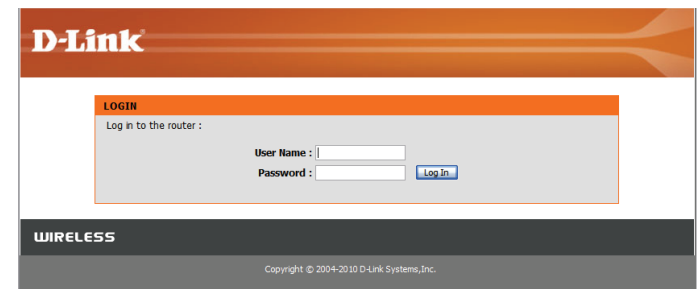 D-Link
LOGIN
Log in to the router :
User Name :
Password :
Log In
WIRELESS
Copyright © 2004-2010 D-Link Systems,Inc.